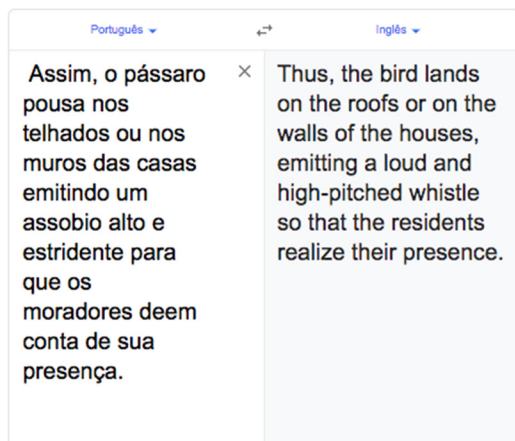 Português
Inglês
Assim, o pássaro
pousa nos
telhados ou nos
muros das casas
emitindo um
assobio alto e
estridente para
que os
moradores deem
conta de sua
presença.
Thus, the bird lands
on the roofs or on the
walls of the houses,
emitting a loud and
high-pitched whistle
so that the residents
realize their presence.